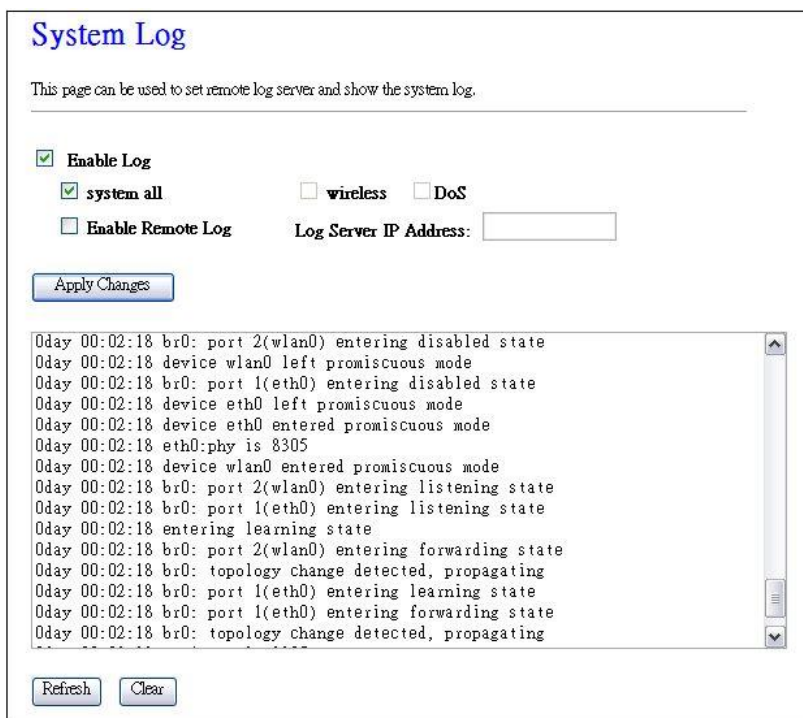 System Log
This page can be used to set remote log server and show the system log.
Enable Log
system all wireless DoS
Enable Remote Log Log Server IP Address:
Apply Changes
0day 00:02:18 br0: port 2(wlan0) entering disabled state
0day 00:02:18 device wlan0 left promiscuous mode
0day 00:02:18 br0: port 1(eth0) entering disabled state
0day 00:02:18 device eth0 left promiscuous mode
0day 00:02:18 device eth0 entered promiscuous mode
0day 00:02:18 eth0:phy is 8305
0day 00:02:18 device wlan0 entered promiscuous mode
0day 00:02:18 br0: port 2(wlan0) entering listening state
0day 00:02:18 br0: port 1(eth0) entering listening state
0day 00:02:18 entering learning state
0day 00:02:18 br0: port 2(wlan0) entering forwarding state
0day 00:02:18 br0: topology change detected, propagating
0day 00:02:18 br0: port 1(eth0) entering learning state
0day 00:02:18 br0: port 1(eth0) entering forwarding state
0day 00:02:18 br0: topology change detected, propagating
Refresh Clear